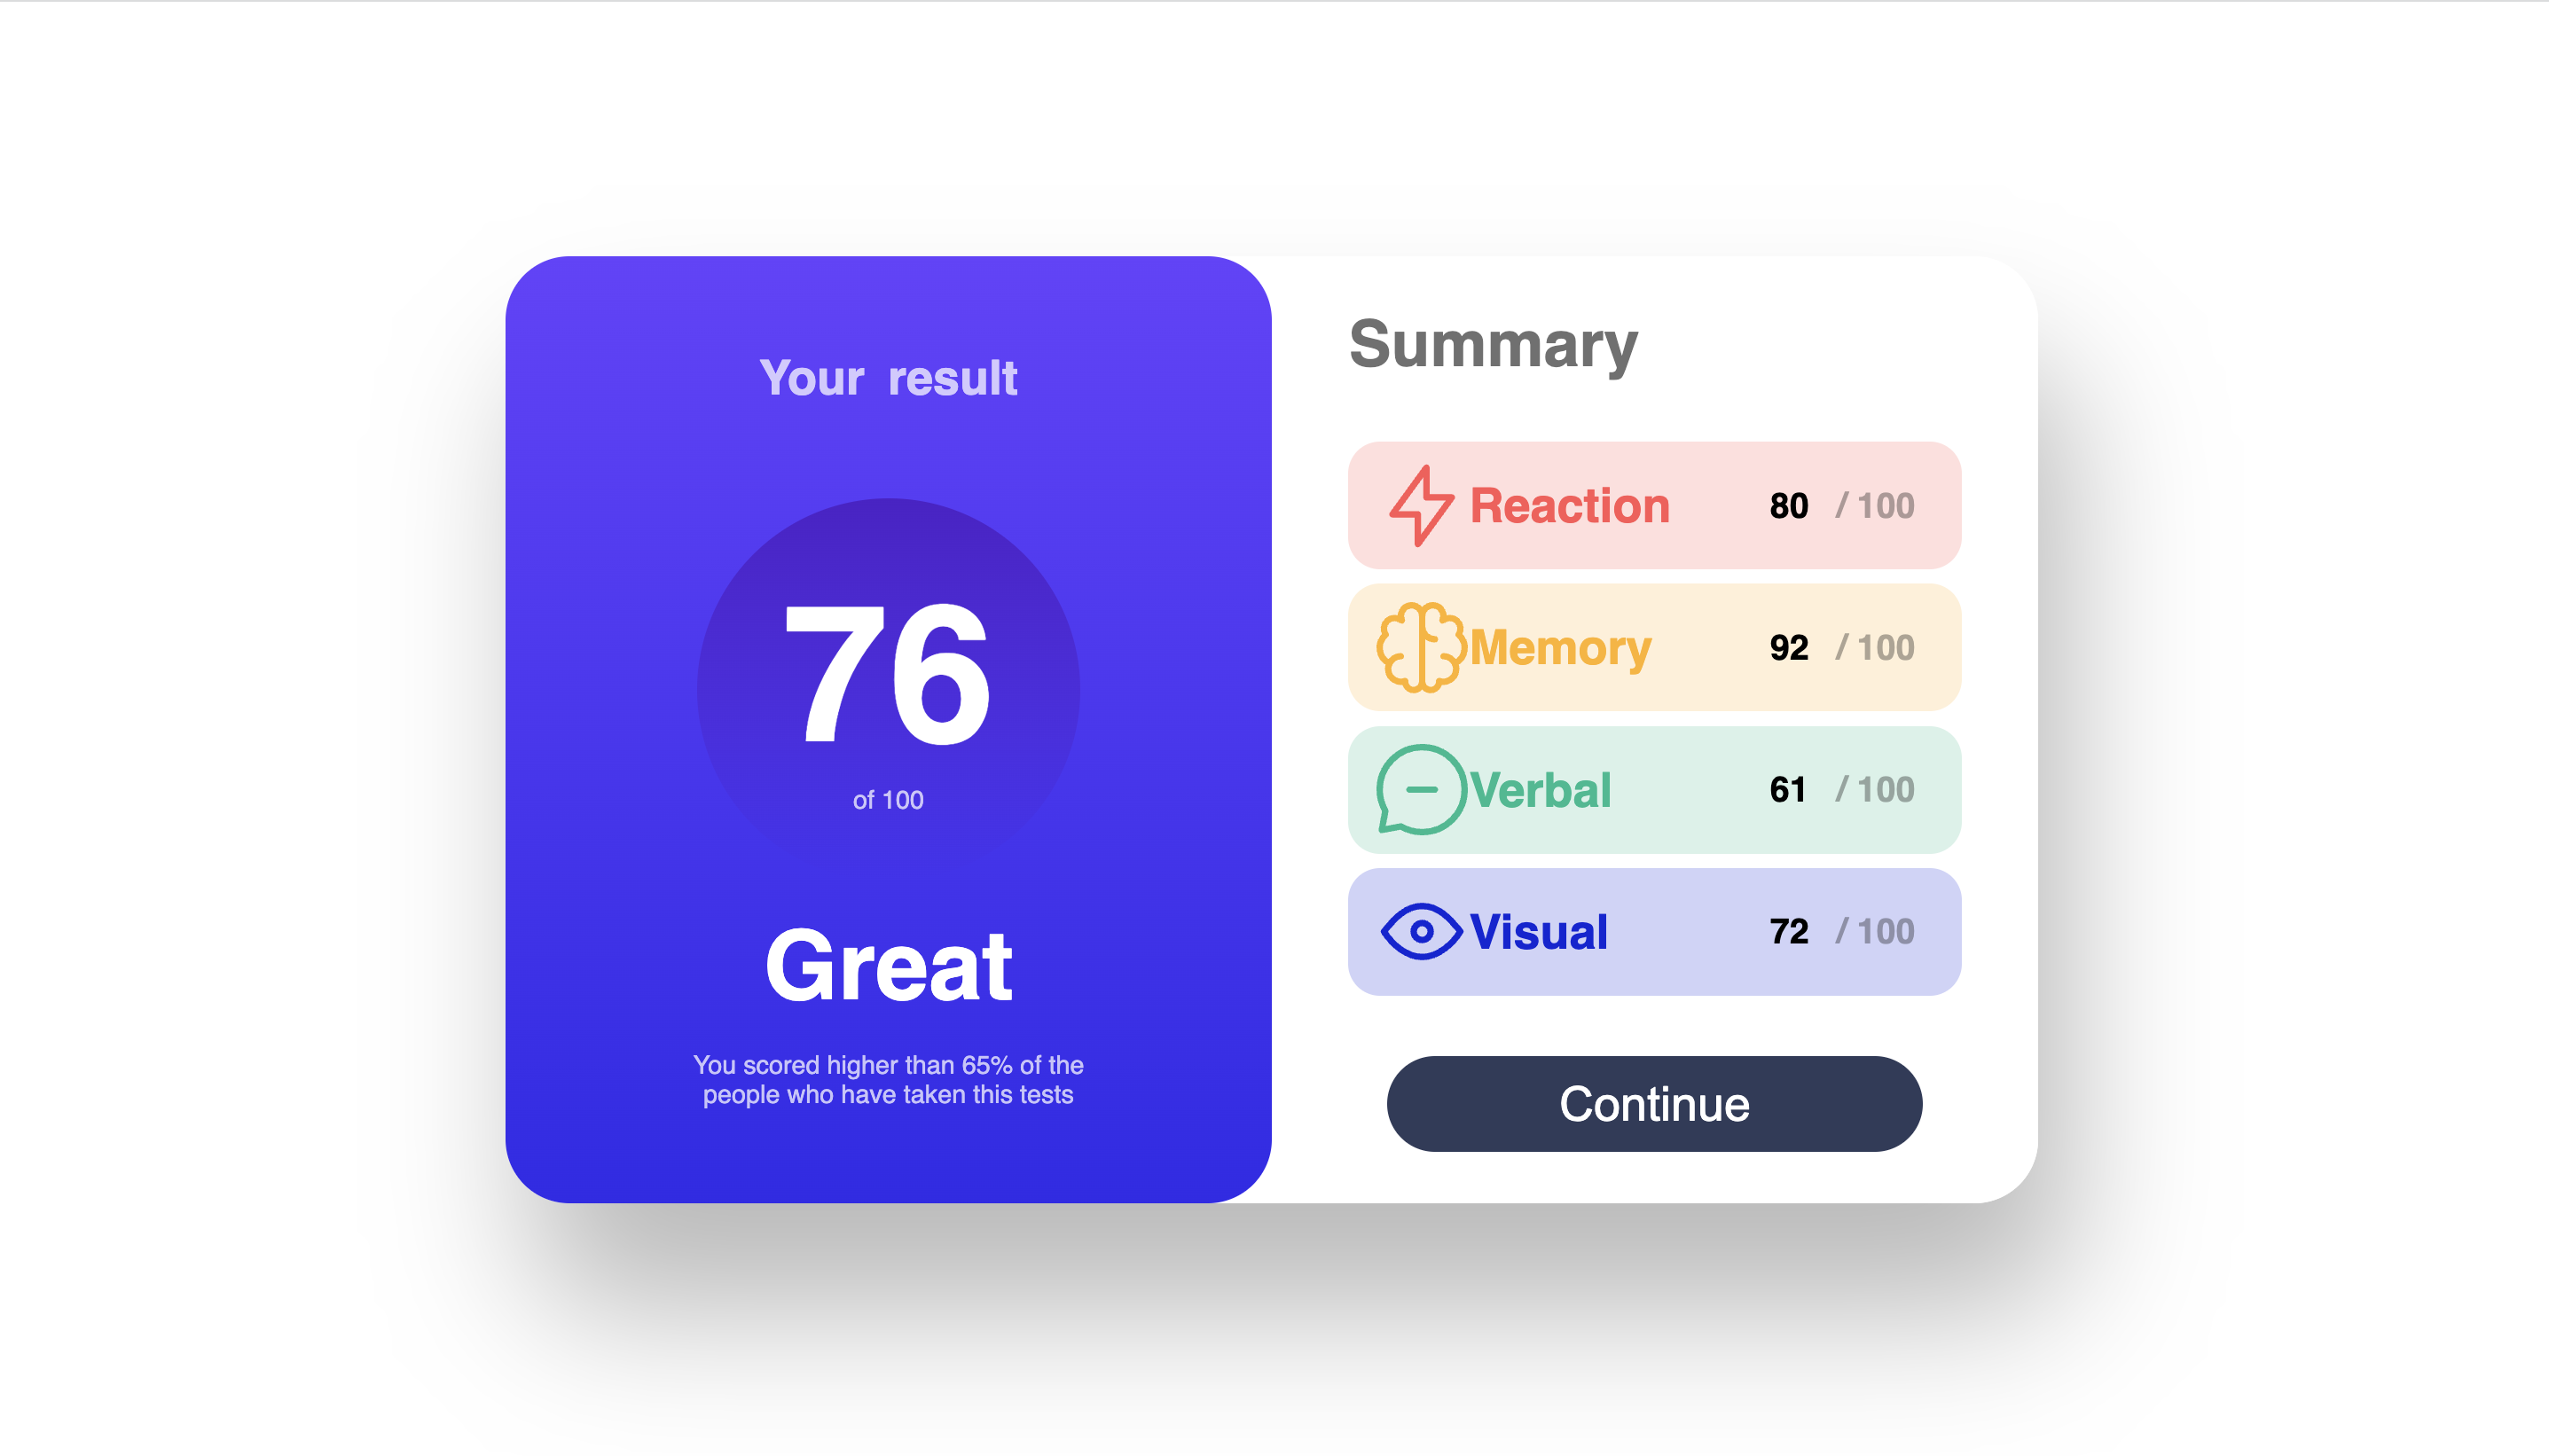 Your result
76
of 100
Great
You scored higher than 65% of the
people who have taken this tests
Summary
Reaction 80 / 100
Memory 92 / 100
Verbal 61 / 100
Visual 72 / 100
Continue